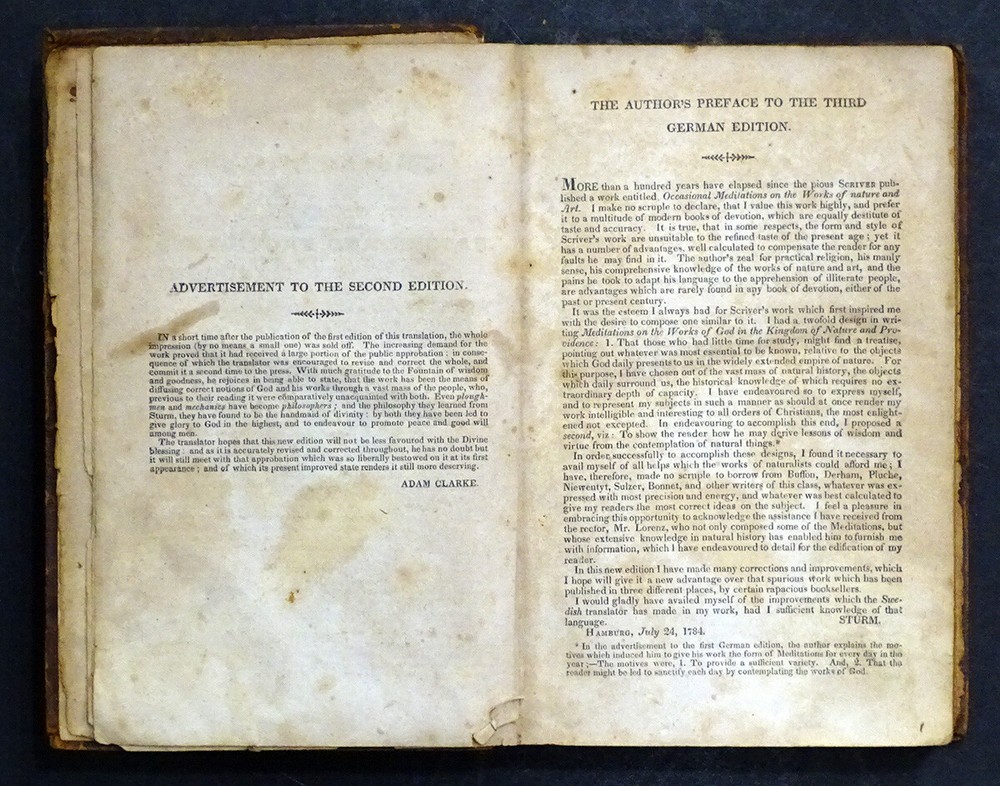 ADVERTISEMENT TO THE SECOND EDITION.
IN a short time after the publication of the first edition of this translation, the whole
impression (by no means a small one) was sold off. The increasing demand for the
work proved that it had received a large portion of the public approbation: in conse-
quence of which the translator was encouraged to revise and correct the whole, and
commit it a second time to the press. With much gratitude to the Fountain of wisdom
and goodness, he rejoices in being able to state, that the work has been the means of
diffusing correct notions of God and his works through a vast mass of the people, who,
previous to their reading it were comparatively unacquainted with both. Even plough-
men and mechanics have become philosophers; and the philosophy they learned from
Sturm, they have found to be the handmaid of divinity: by both they have been led to
give glory to God in the highest, and to endeavour to promote peace and good will
among men.
The translator hopes that this new edition will not be less favoured with the Divine
blessing: and as it is accurately revised and corrected throughout, he has no doubt but
it will still meet with that approbation which was so liberally bestowed on it at its first
appearance; and of which its present improved state renders it still more deserving.
ADAM CLARKE.
THE AUTHOR'S PREFACE TO THE THIRD
GERMAN EDITION.
MORE than a hundred years have elapsed since the pious SCRIVER pub-
lished a work entitled Occasional Meditations on the Works of nature and
Art. I make no scruple to declare, that I value this work highly, and prefer
it to a multitude of modern books of devotion, which are equally destitute of
taste and accuracy. It is true, that in some respects, the form and style of
Scriver's work are unsuitable to the refined taste of the present age; yet it
has a number of advantages, well calculated to compensate the reader for any
faults he may find in it. The author's zeal for practical religion, his manly
sense, his comprehensive knowledge of the works of nature and art, and the
pains he took to adapt his language to the apprehension of illiterate people,
are advantages which are rarely found in any book of devotion, either of the
past or present century.
It was the esteem I always had for Scriver's work which first inspired me
with the desire to compose one similar to it. I had a twofold design in wri-
ting Meditations on the Works of God in the Kingdom of Nature and Pro-
vidence: 1. That those who had little time for study, might find a treatise,
pointing out whatever was most essential to be known, relative to the objects
which God daily presents to us in the widely extended empire of nature. For
this purpose, I have chosen out of the vast mass of natural history, the objects
which daily surround us, the historical knowledge of which requires no ex-
traordinary depth of capacity. I have endeavoured so to express myself,
and to represent my subjects in such a manner as should at once render my
work intelligible and interesting to all orders of Christians, the most enlight-
ened not excepted. In endeavouring to accomplish this end, I proposed a
second, viz: To show the reader how he may derive lessons of wisdom and
virtue from the contemplation of natural things.*
In order successfully to accomplish these designs, I found it necessary to
avail myself of all helps which the works of naturalists could afford me; I
have, therefore, made no scruple to borrow from Buffon, Derham, Pluche,
Niewentyt, Sulzer, Bonnet, and other writers of this class, whatever was ex-
pressed with most precision and energy, and whatever was best calculated to
give my readers the most correct ideas on the subject. I feel a pleasure in
embracing this opportunity to acknowledge the assistance I have received from
the rector, Mr. Lorenz, who not only composed some of the Meditations, but
whose extensive knowledge in natural history has enabled him to furnish me
with information, which I have endeavoured to detail for the edification of my
reader.
In this new edition I have made many corrections and improvements, which
I hope will give it a new advantage over that spurious work which has been
published in three different places, by certain rapacious booksellers.
I would gladly have availed myself of the improvements which the Swe-
dish translator has made in my work, had I sufficient knowledge of that
language. STURM.
HAMBURG, July 24, 1784.
* In the advertisement to the first German edition, the author explains the mo-
tives which induced him to give his work the form of Meditations for every day in the
year;—The motives were, 1. To provide a sufficient variety. And, 2. That the
reader might be led to sanctify each day by contemplating the works of God.